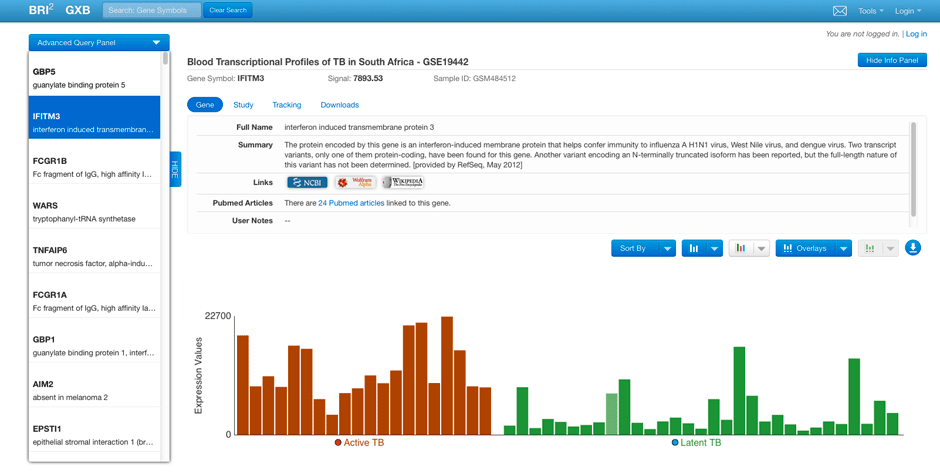 BRI2 GXB Search: Gene Symbols Clear Search Tools Login
You are not logged in. | Log in
Advanced Query Panel
GBP5
guanylate binding protein 5
IFITM3
interferon induced transmembran...
FCGR1B
Fc fragment of IgG, high affinity I...
WARS
tryptophanyl-tRNA synthetase
TNFAIP6
tumor necrosis factor, alpha-indu...
FCGR1A
Fc fragment of IgG, high affinity Ia...
GBP1
guanylate binding protein 1, interf...
AIM2
absent in melanoma 2
EPSTI1
epithelial stromal interaction 1 (br...
HIDE
Blood Transcriptional Profiles of TB in South Africa - GSE19442
Hide Info Panel
Gene Symbol: IFITM3 Signal: 7893.53 Sample ID: GSM484512
Gene Study Tracking Downloads
Full Name interferon induced transmembrane protein 3
Summary The protein encoded by this gene is an interferon-induced membrane protein that helps confer immunity to influenza A H1N1 virus, West Nile virus, and dengue virus. Two transcript
variants, only one of them protein-coding, have been found for this gene. Another variant encoding an N-terminally truncated isoform has been reported, but the full-length nature of
this variant has not been determined. [provided by RefSeq, May 2012]
Links NCBI Wolfram Alpha WIKIPEDIA The Free Encyclopedia
Pubmed Articles There are 24 Pubmed articles linked to this gene.
User Notes --
Sort By Overlays
22700
Expression Values
0
Active TB Latent TB